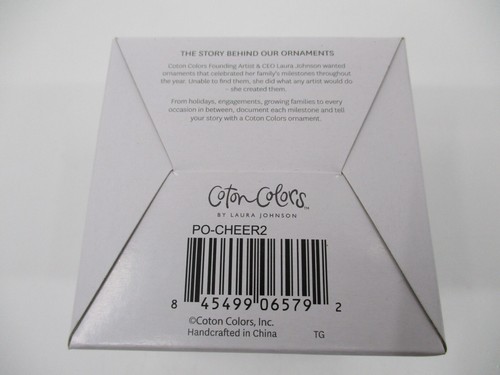 THE STORY BEHIND OUR ORNAMENTS
Coton Colors Founding Artist & CEO Laura Johnson wanted
ornaments that celebrated her family's milestones throughout
the year. Unable to find them, she did what any artist would do
- she created them.
From holidays, engagements, growing families to every
occasion in between, document each milestone and tell
your story with a Coton Colors ornament.
Coton Colors™
BY LAURA JOHNSON
PO-CHEER2
8 45499 06579 2
©Coton Colors, Inc.
Handcrafted in China TG